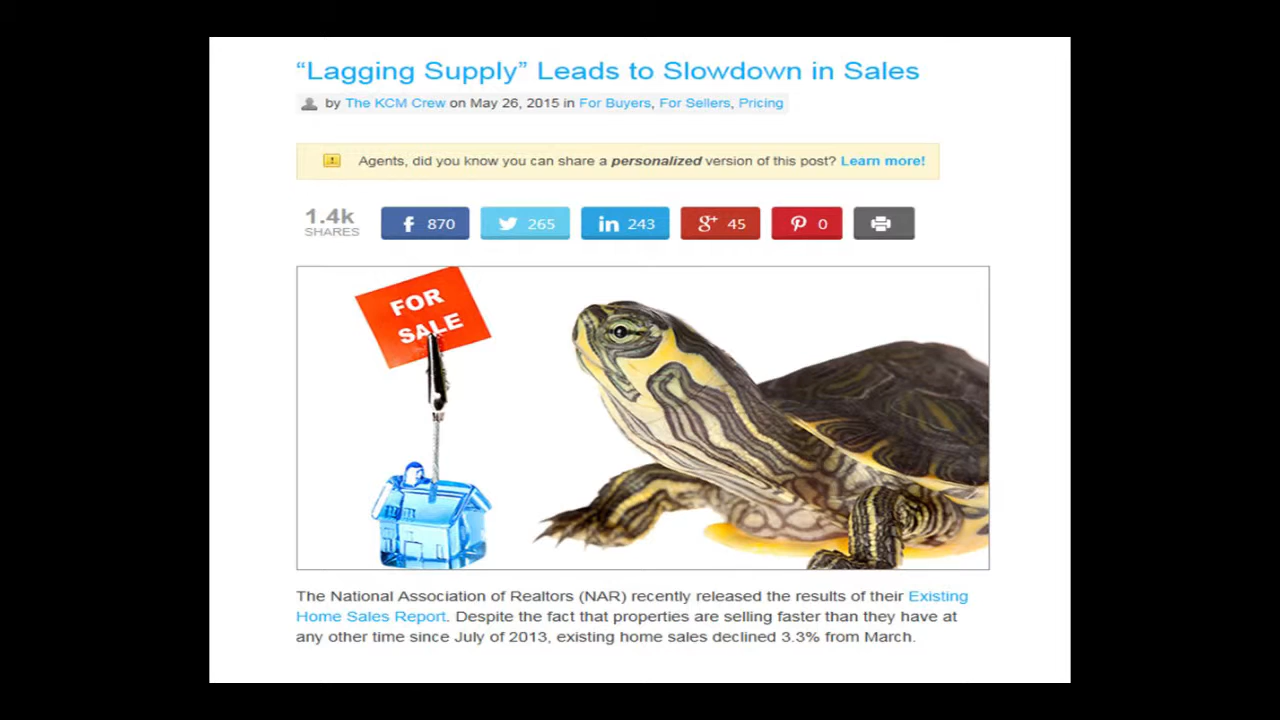 “Lagging Supply” Leads to Slowdown in Sales
by The KCM Crew on May 26, 2015 in For Buyers, For Sellers, Pricing
Agents, did you know you can share a personalized version of this post? Learn more!
1.4k
SHARES
870
265
243
45
0
FOR
SALE
The National Association of Realtors (NAR) recently released the results of their Existing
Home Sales Report. Despite the fact that properties are selling faster than they have at
any other time since July of 2013, existing home sales declined 3.3% from March.